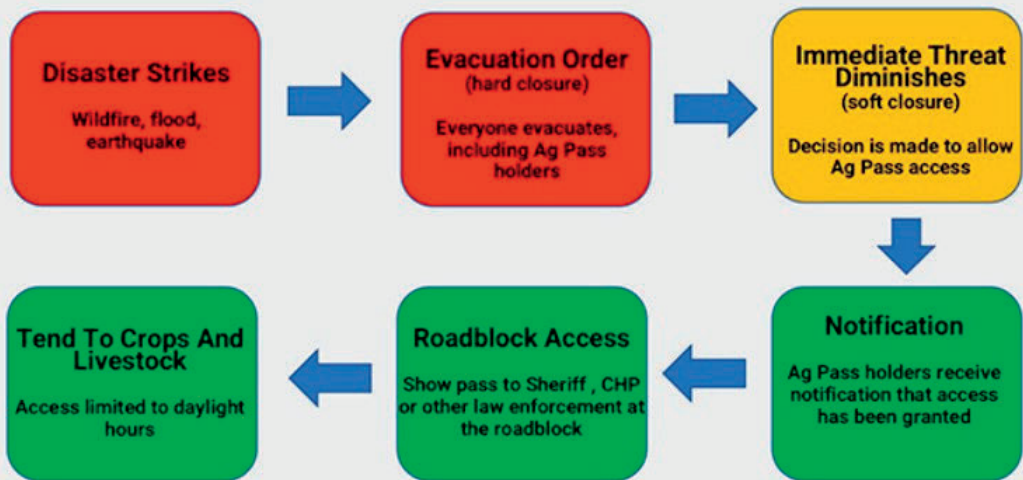 Disaster Strikes
Wildfire, flood,
earthquake
Evacuation Order
(hard closure)
Everyone evacuates,
including Ag Pass
holders
Immediate Threat
Diminishes
(soft closure)
Decision is made to allow
Ag Pass access
Notification
Ag Pass holders receive
notification that access
has been granted
Roadblock Access
Show pass to Sheriff , CHP
or other law enforcement at
the roadblock
Tend To Crops And
Livestock
Access limited to daylight
hours